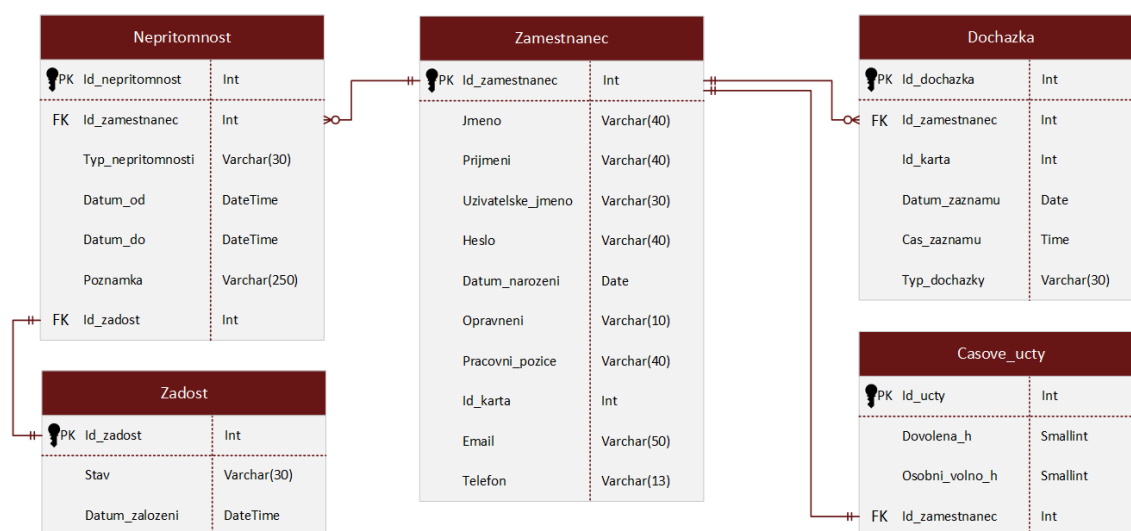 Nepritomnost
PK Id_nepritomnost Int
FK Id_zamestnanec Int
Typ_nepritomnosti Varchar(30)
Datum_od DateTime
Datum_do DateTime
Poznamka Varchar(250)
FK Id_zadost Int
Zadost
PK Id_zadost Int
Stav Varchar(30)
Datum_zalozeni DateTime
Zamestnanec
PK Id_zamestnanec Int
Jmeno Varchar(40)
Prijmeni Varchar(40)
Uzivatelske_jmeno Varchar(30)
Heslo Varchar(40)
Datum_narozeni Date
Opravneni Varchar(10)
Pracovni_pozice Varchar(40)
Id_karta Int
Email Varchar(50)
Telefon Varchar(13)
Dochazka
PK Id_dochazka Int
FK Id_zamestnanec Int
Id_karta Int
Datum_zaznamu Date
Cas_zaznamu Time
Typ_dochazky Varchar(30)
Casove_ucty
PK Id_ucty Int
Dovolena_h Smallint
Osobni_volno_h Smallint
FK Id_zamestnanec Int